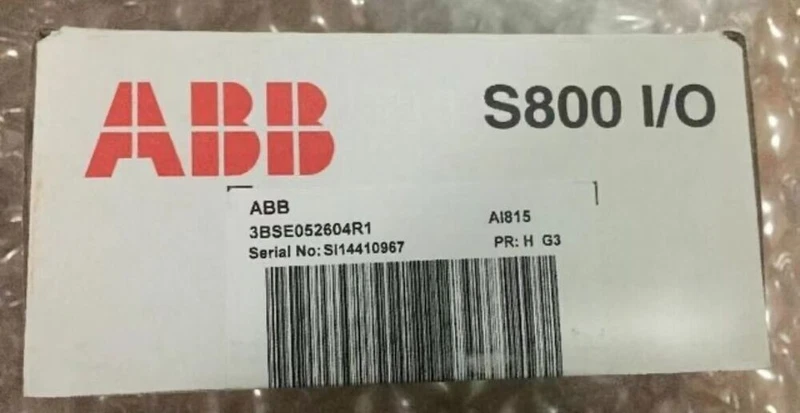 ABB
S800 I/O
ABB
3BSE052604R1
AI815
Serial No: SI14410967
PR: H G3